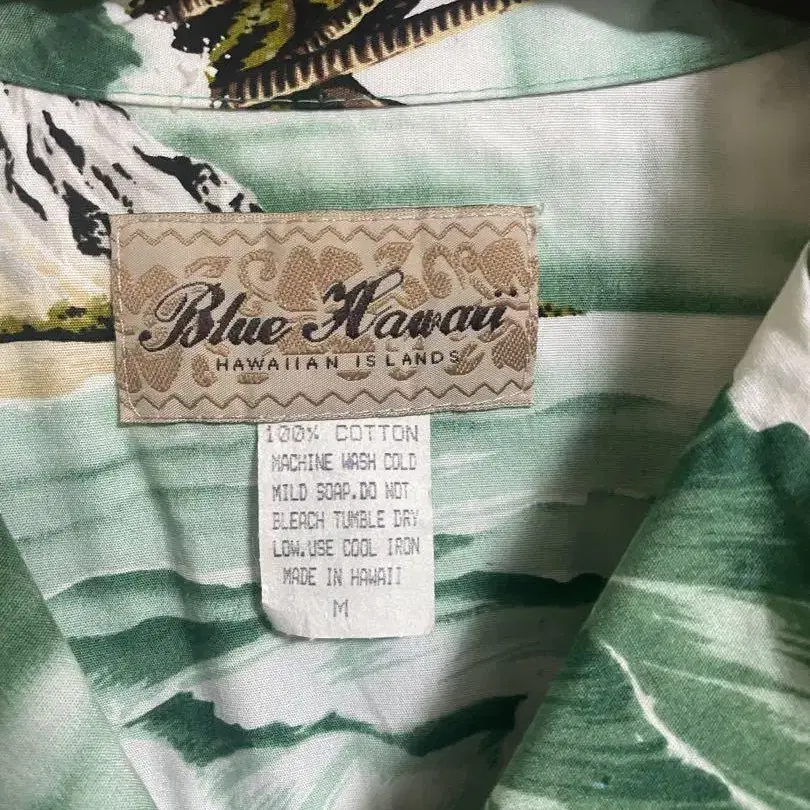 Blue Hawaii
HAWAIIAN ISLANDS
100% COTTON
MACHINE WASH COLD
MILD SOAP.DO NOT
BLEACH TUMBLE DRY
LOW.USE COOL IRON
MADE IN HAWAII
M